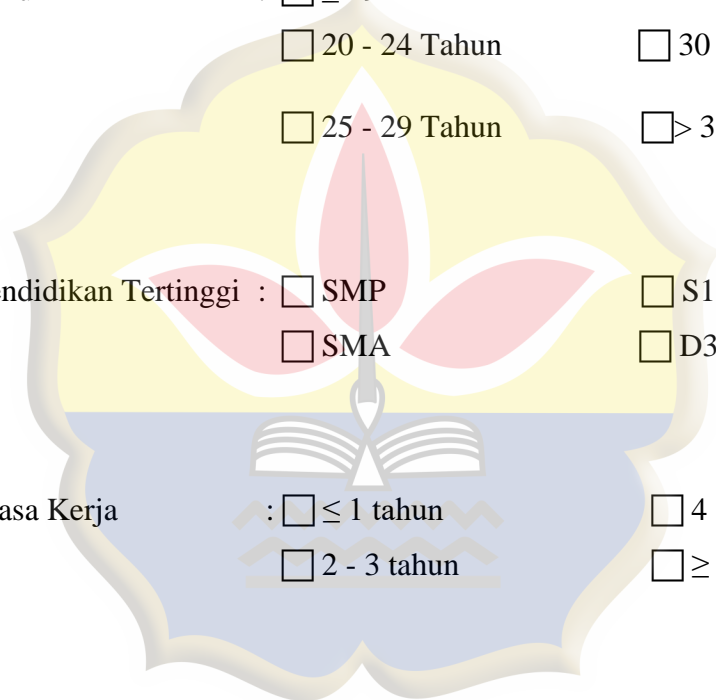 : ☐ ≤
☐ 20 - 24 Tahun ☐ 30
☐ 25 - 29 Tahun ☐ > 3
endidikan Tertinggi : ☐ SMP ☐ S1
☐ SMA ☐ D3
asa Kerja : ☐ ≤ 1 tahun ☐ 4
☐ 2 - 3 tahun ☐ ≥